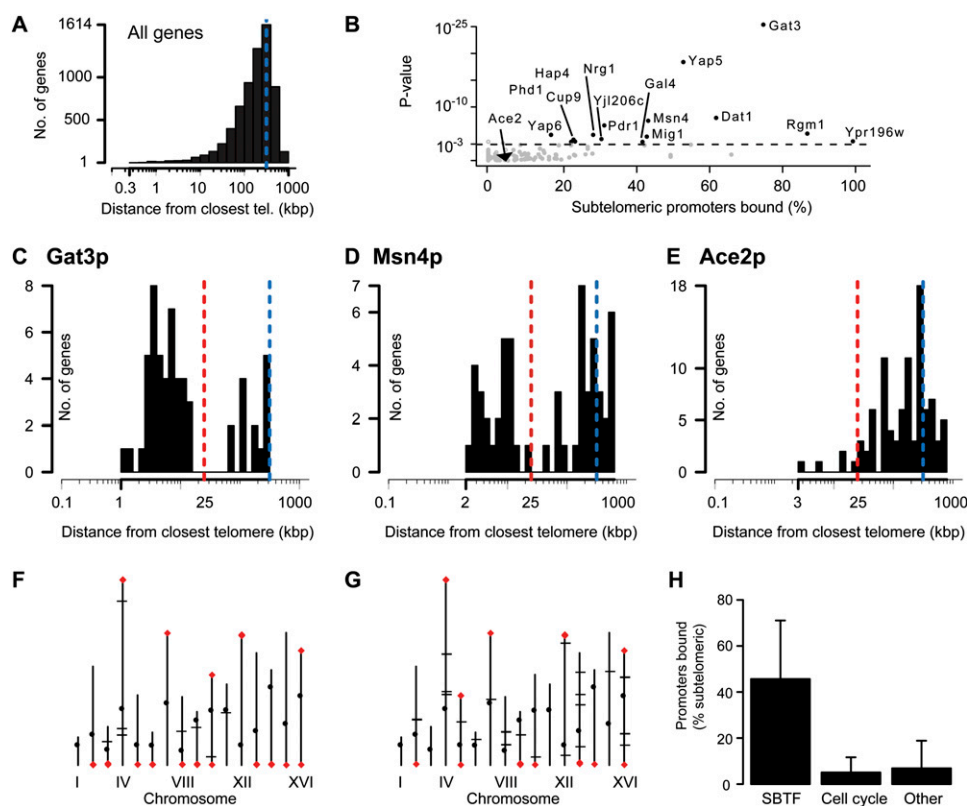 A
All genes
1614
1000
500
1
No. of genes
0.3
1
10
100
1000
Distance from closest tel. (kbp)
B
P-value
10-25
10-10
10-3
Gat3
Yap5
Nrg1
Hap4
Gal4
Phd1
Cup9
Yjl206c
Ace2
Yap6
Pdr1
Msn4
Mig1
Dat1
Rgm1
Ypr196w
0
20
40
60
80
100
Subtelomeric promoters bound (%)
C Gat3p
8
6
4
2
0
No. of genes
0.1
1
25
1000
Distance from closest telomere (kbp)
D Msn4p
7
6
5
4
3
2
1
0
No. of genes
0.1
2
25
1000
Distance from closest telomere (kbp)
E Ace2p
18
10
5
0
No. of genes
0.1
3
25
1000
Distance from closest telomere (kbp)
F
I
IV
VIII
XII
XVI
Chromosome
G
I
IV
VIII
XII
XVI
Chromosome
H
Promoters bound
(% subtelomeric)
80
60
40
20
0
SBTF
Cell cycle
Other